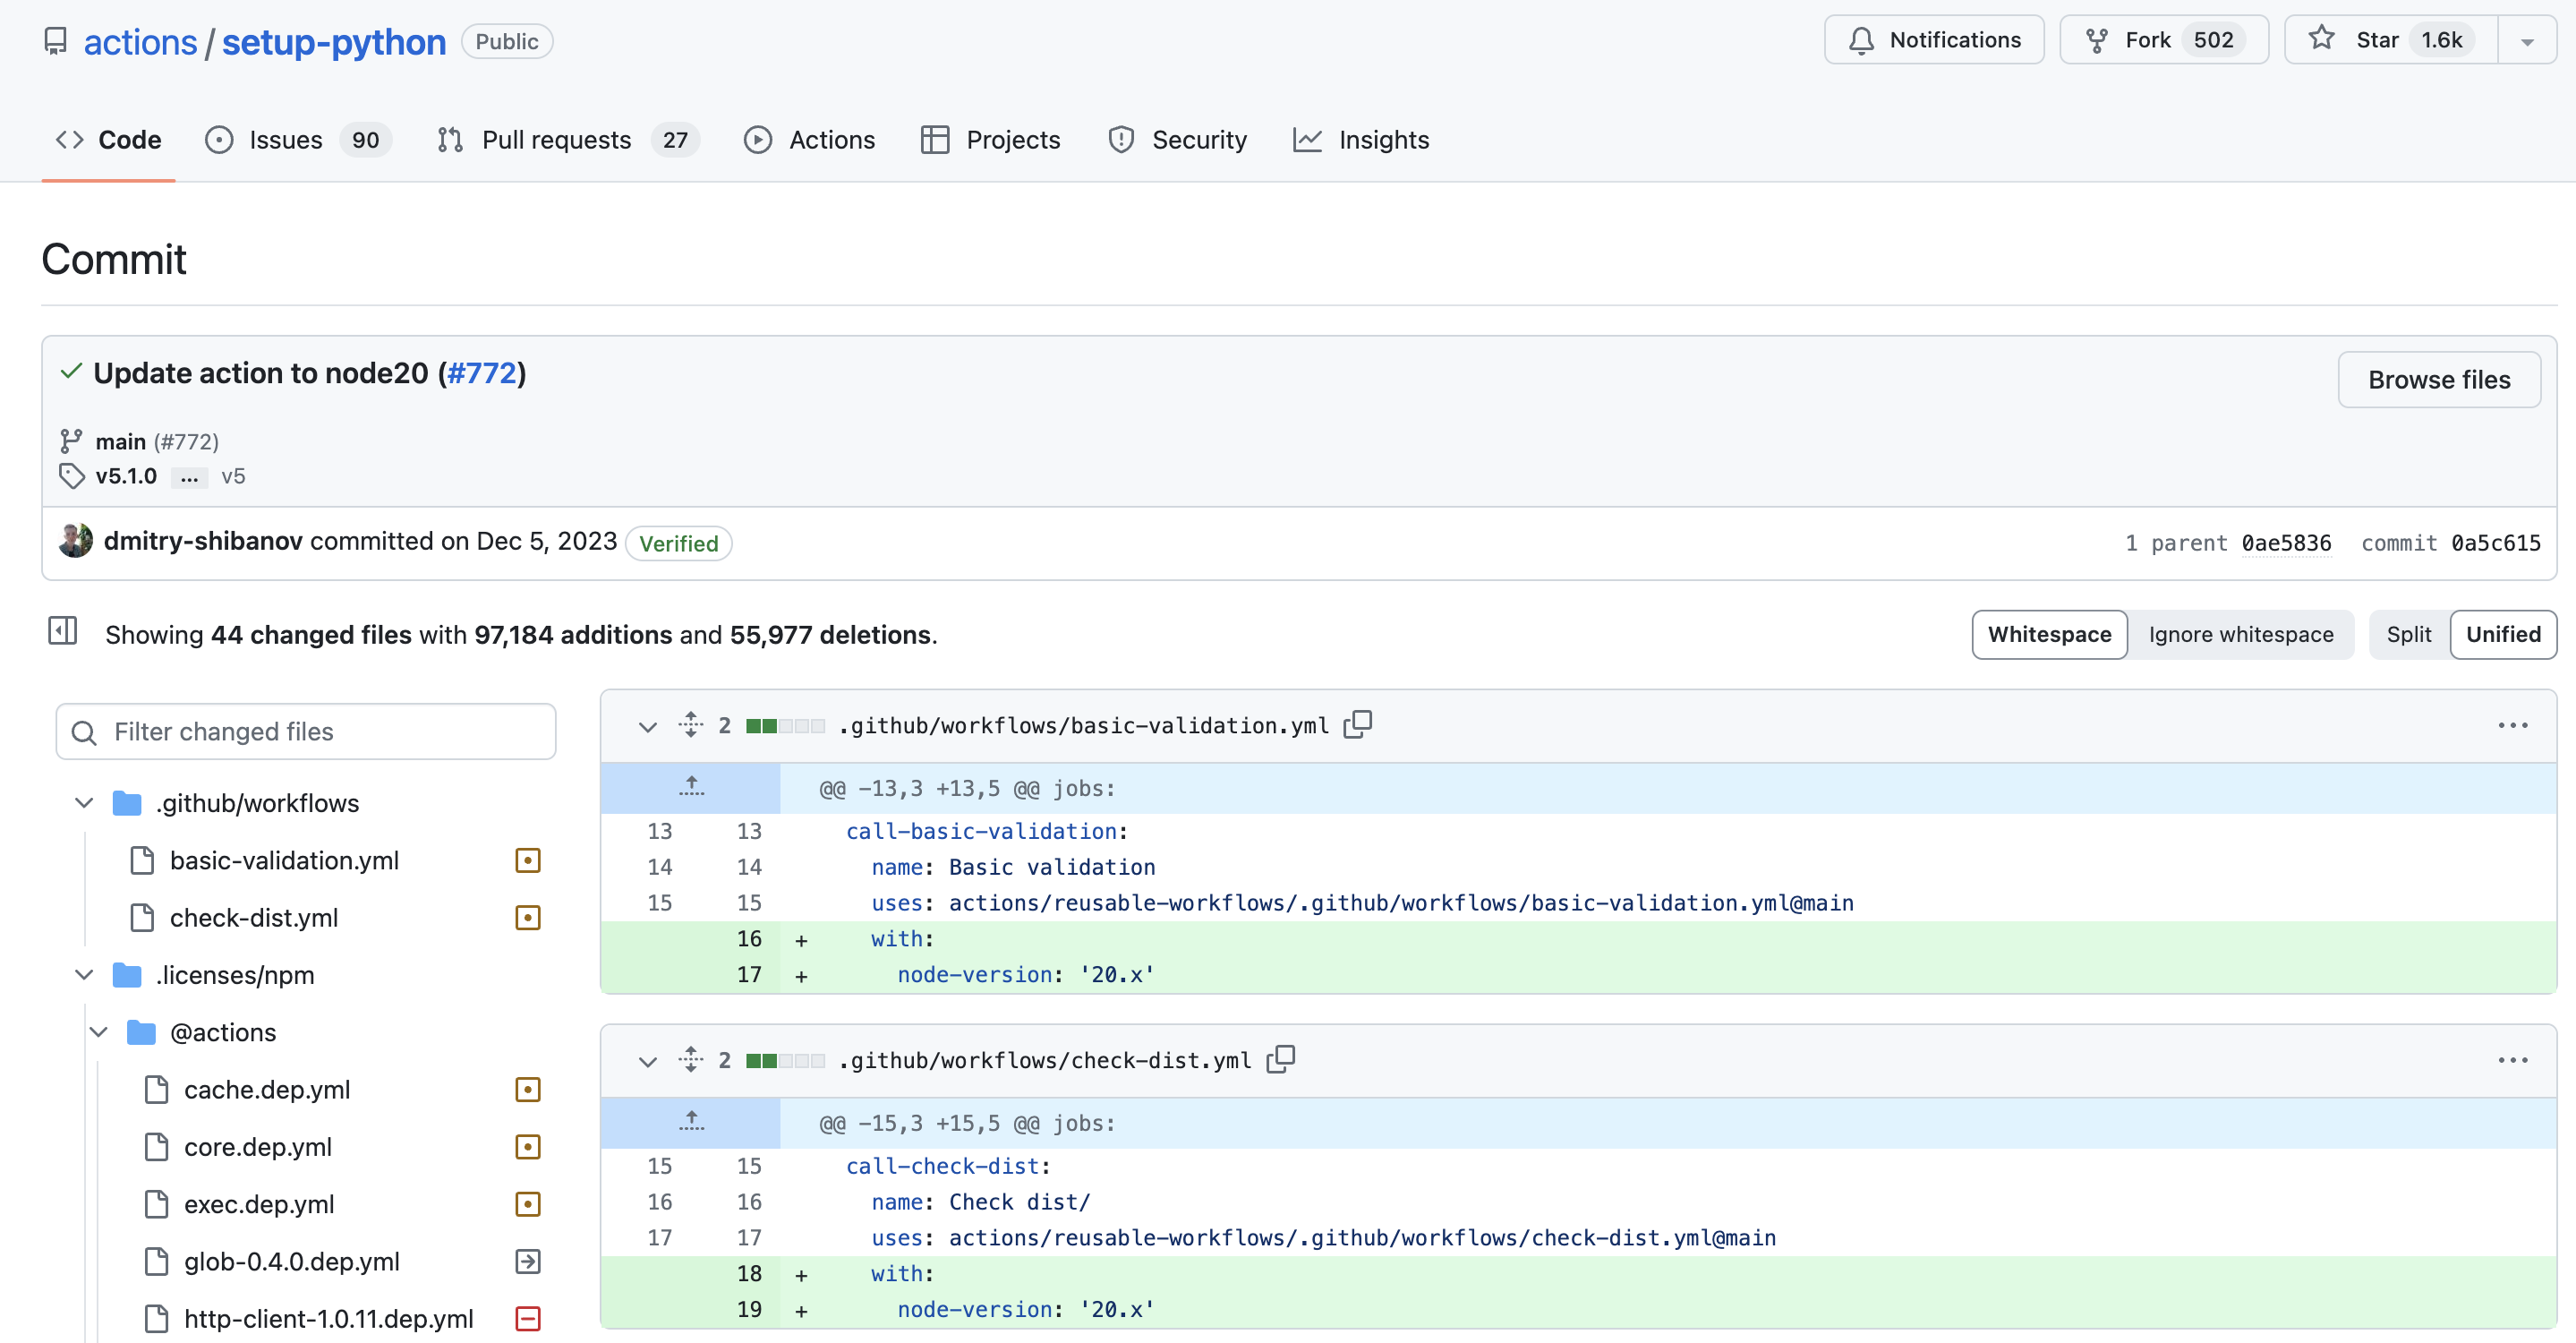 actions / setup-python Public Notifications Fork 502 Star 1.6k
Code Issues 90 Pull requests 27 Actions Projects Security Insights
Commit
Update action to node20 (#772)
Browse files
main (#772)
v5.1.0 ... v5
dmitry-shibanov committed on Dec 5, 2023 Verified 1 parent 0ae5836 commit 0a5c615
Showing 44 changed files with 97,184 additions and 55,977 deletions. Whitespace Ignore whitespace Split Unified
Filter changed files
.github/workflows
basic-validation.yml
check-dist.yml
.licenses/npm
@actions
cache.dep.yml
core.dep.yml
exec.dep.yml
glob-0.4.0.dep.yml
http-client-1.0.11.dep.yml
2 .github/workflows/basic-validation.yml
@@ -13,3 +13,5 @@ jobs:
13 13 call-basic-validation:
14 14 name: Basic validation
15 15 uses: actions/reusable-workflows/.github/workflows/basic-validation.yml@main
16 + with:
17 + node-version: '20.x'
2 .github/workflows/check-dist.yml
@@ -15,3 +15,5 @@ jobs:
15 15 call-check-dist:
16 16 name: Check dist/
17 17 uses: actions/reusable-workflows/.github/workflows/check-dist.yml@main
18 + with:
19 + node-version: '20.x'